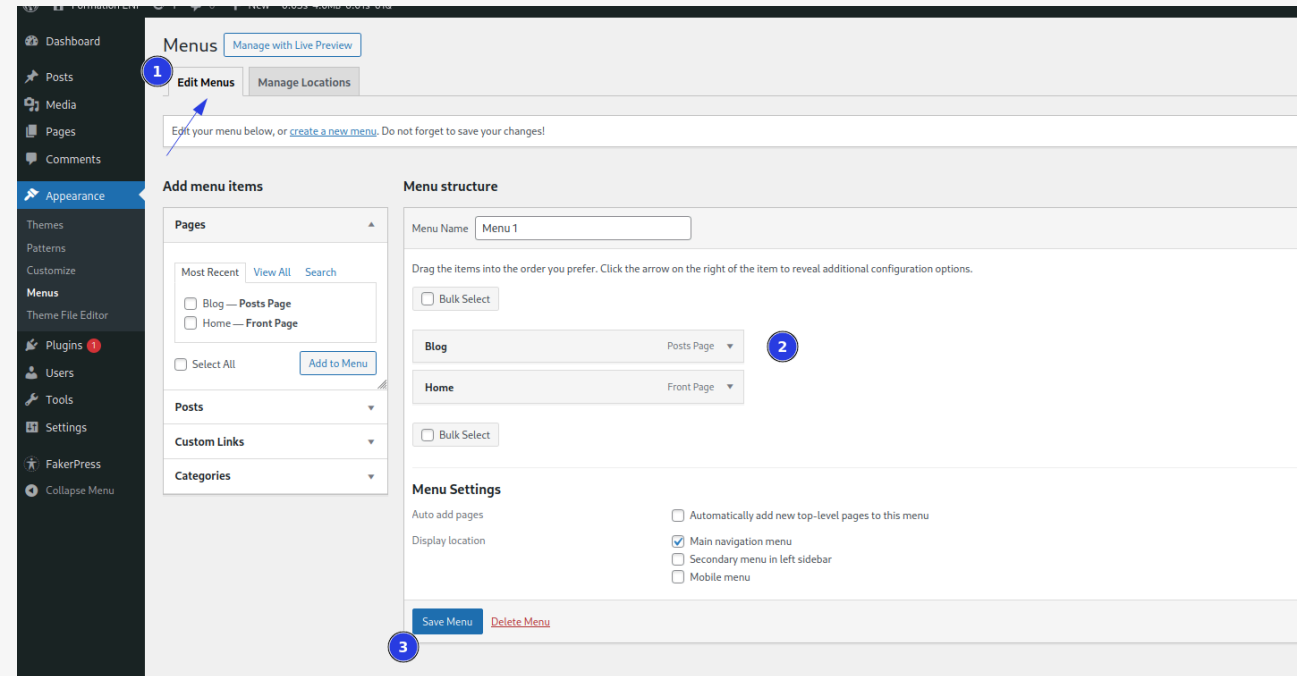 Dashboard
Posts
Media
Pages
Comments
Appearance
Themes
Patterns
Customize
Menus
Theme File Editor
Plugins 1
Users
Tools
Settings
FakerPress
Collapse Menu
Menus Manage with Live Preview
1
Edit Menus Manage Locations
Edit your menu below, or create a new menu. Do not forget to save your changes!
Add menu items
Pages
Most Recent View All Search
Blog — Posts Page
Home — Front Page
Select All Add to Menu
Posts
Custom Links
Categories
Menu structure
Menu Name Menu 1
Drag the items into the order you prefer. Click the arrow on the right of the item to reveal additional configuration options.
Bulk Select
Blog Posts Page 2
Home Front Page
Bulk Select
Menu Settings
Auto add pages Automatically add new top-level pages to this menu
Display location Main navigation menu
Secondary menu in left sidebar
Mobile menu
Save Menu Delete Menu
3